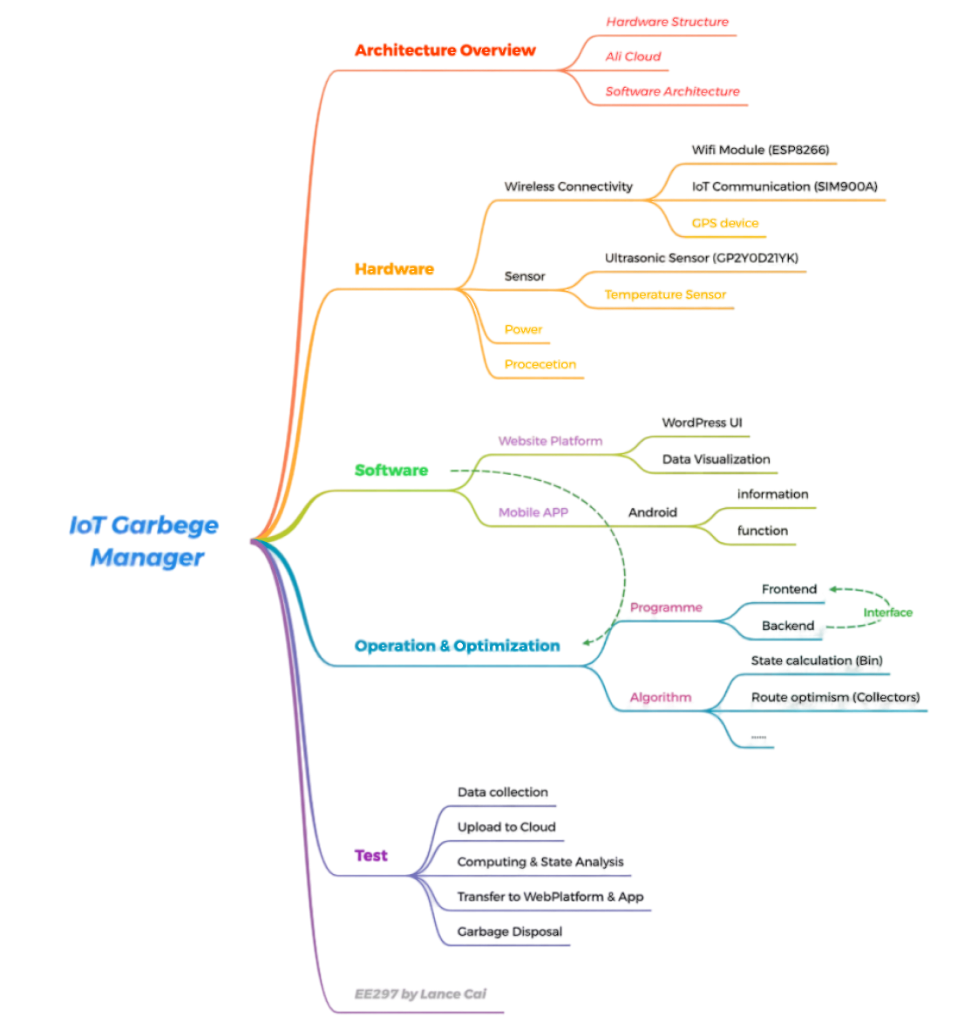 Hardware Structure
Architecture Overview
Ali Cloud
Software Architecture
Wifi Module (ESP8266)
Wireless Connectivity
IoT Communication (SIM900A)
GPS device
Hardware
Ultrasonic Sensor (GP2Y0D21YK)
Sensor
Temperature Sensor
Power
Procecetion
WordPress UI
Website Platform
Data Visualization
Software
information
Mobile APP
Android
function
IoT Garbege
Manager
Frontend
Programme
Interface
Backend
Operation & Optimization
State calculation (Bin)
Algorithm
Route optimism (Collectors)
......
Data collection
Upload to Cloud
Test
Computing & State Analysis
Transfer to WebPlatform & App
Garbage Disposal
EE297 by Lance Cai